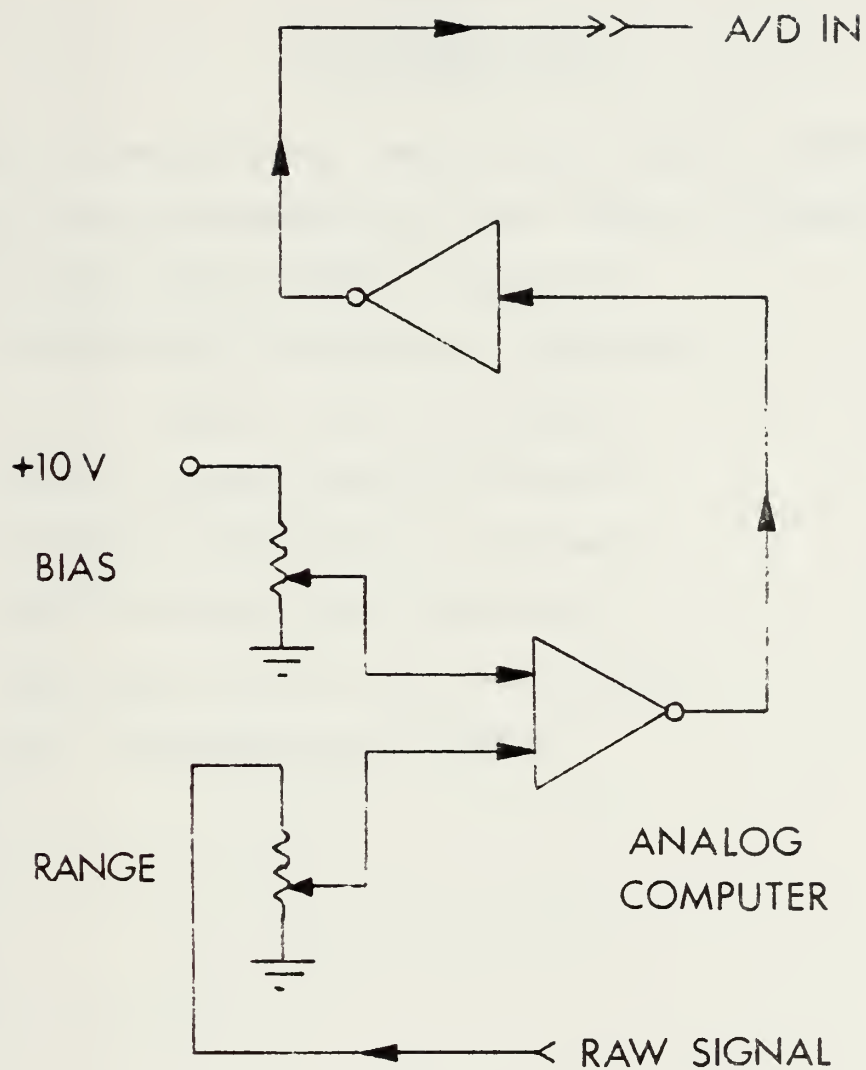 A/D IN
+10 V
BIAS
RANGE
ANALOG
COMPUTER
RAW SIGNAL